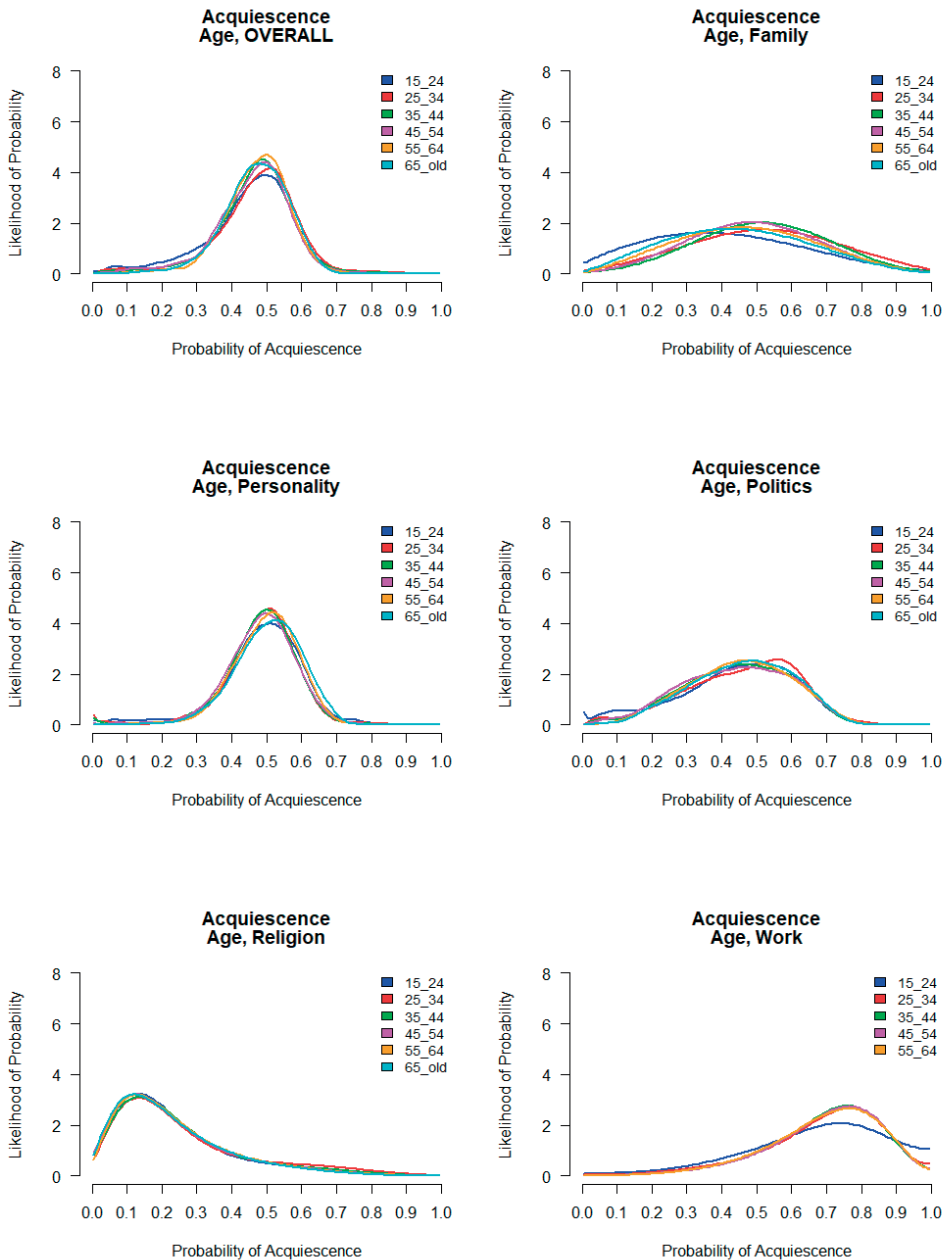 Acquiescence
Age, OVERALL
Likelihood of Probability
8
6
4
2
0
15_24
25_34
35_44
45_54
55_64
65_old
0.0 0.1 0.2 0.3 0.4 0.5 0.6 0.7 0.8 0.9 1.0
Probability of Acquiescence
Acquiescence
Age, Family
Likelihood of Probability
8
6
4
2
0
15_24
25_34
35_44
45_54
55_64
65_old
0.0 0.1 0.2 0.3 0.4 0.5 0.6 0.7 0.8 0.9 1.0
Probability of Acquiescence
Acquiescence
Age, Personality
Likelihood of Probability
8
6
4
2
0
15_24
25_34
35_44
45_54
55_64
65_old
0.0 0.1 0.2 0.3 0.4 0.5 0.6 0.7 0.8 0.9 1.0
Probability of Acquiescence
Acquiescence
Age, Politics
Likelihood of Probability
8
6
4
2
0
15_24
25_34
35_44
45_54
55_64
65_old
0.0 0.1 0.2 0.3 0.4 0.5 0.6 0.7 0.8 0.9 1.0
Probability of Acquiescence
Acquiescence
Age, Religion
Likelihood of Probability
8
6
4
2
0
15_24
25_34
35_44
45_54
55_64
65_old
0.0 0.1 0.2 0.3 0.4 0.5 0.6 0.7 0.8 0.9 1.0
Probability of Acquiescence
Acquiescence
Age, Work
Likelihood of Probability
8
6
4
2
0
15_24
25_34
35_44
45_54
55_64
0.0 0.1 0.2 0.3 0.4 0.5 0.6 0.7 0.8 0.9 1.0
Probability of Acquiescence